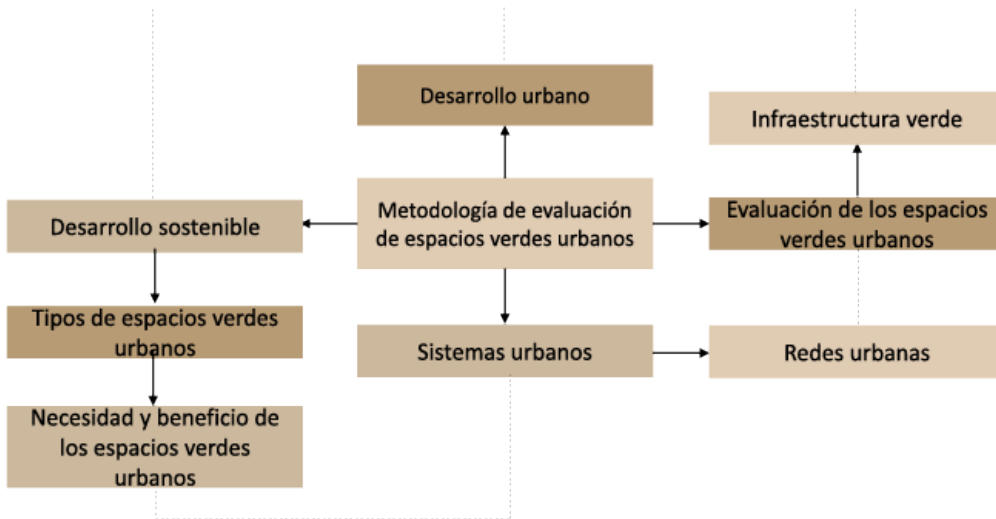 Desarrollo urbano
Infraestructura verde
Metodología de evaluación
de espacios verdes urbanos
Desarrollo sostenible
Evaluación de los espacios
verdes urbanos
Tipos de espacios verdes
urbanos
Sistemas urbanos
Redes urbanas
Necesidad y beneficio de
los espacios verdes
urbanos